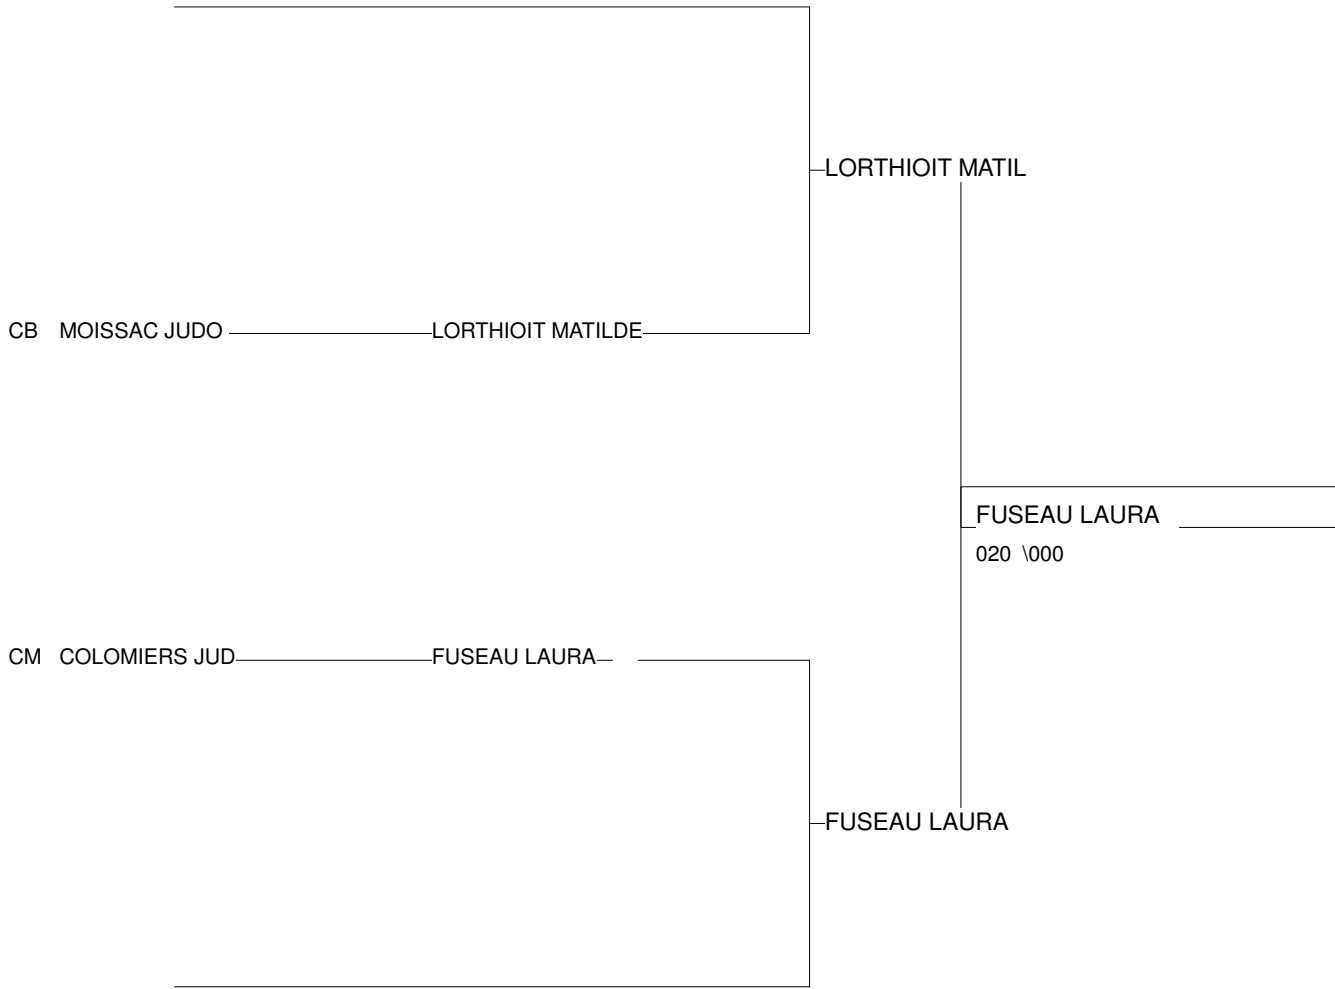 LORTHIOIT MATIL
CB MOISSAC JUDO LORTHIOIT MATILDE
FUSEAU LAURA
020 \000
CM COLOMIERS JUD FUSEAU LAURA
FUSEAU LAURA